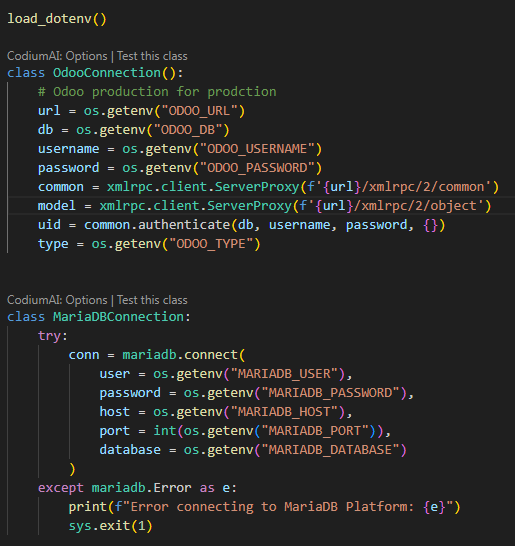 load_dotenv()
CodiumAI: Options | Test this class
class OdooConnection():
    # Odoo production for prodction
    url = os.getenv("ODOO_URL")
    db = os.getenv("ODOO_DB")
    username = os.getenv("ODOO_USERNAME")
    password = os.getenv("ODOO_PASSWORD")
    common = xmlrpc.client.ServerProxy(f'{url}/xmlrpc/2/common')
    model = xmlrpc.client.ServerProxy(f'{url}/xmlrpc/2/object')
    uid = common.authenticate(db, username, password, {})
    type = os.getenv("ODOO_TYPE")
CodiumAI: Options | Test this class
class MariaDBConnection:
    try:
        conn = mariadb.connect(
            user = os.getenv("MARIADB_USER"),
            password = os.getenv("MARIADB_PASSWORD"),
            host = os.getenv("MARIADB_HOST"),
            port = int(os.getenv("MARIADB_PORT")),
            database = os.getenv("MARIADB_DATABASE")
        )
    except mariadb.Error as e:
        print(f"Error connecting to MariaDB Platform: {e}")
        sys.exit(1)